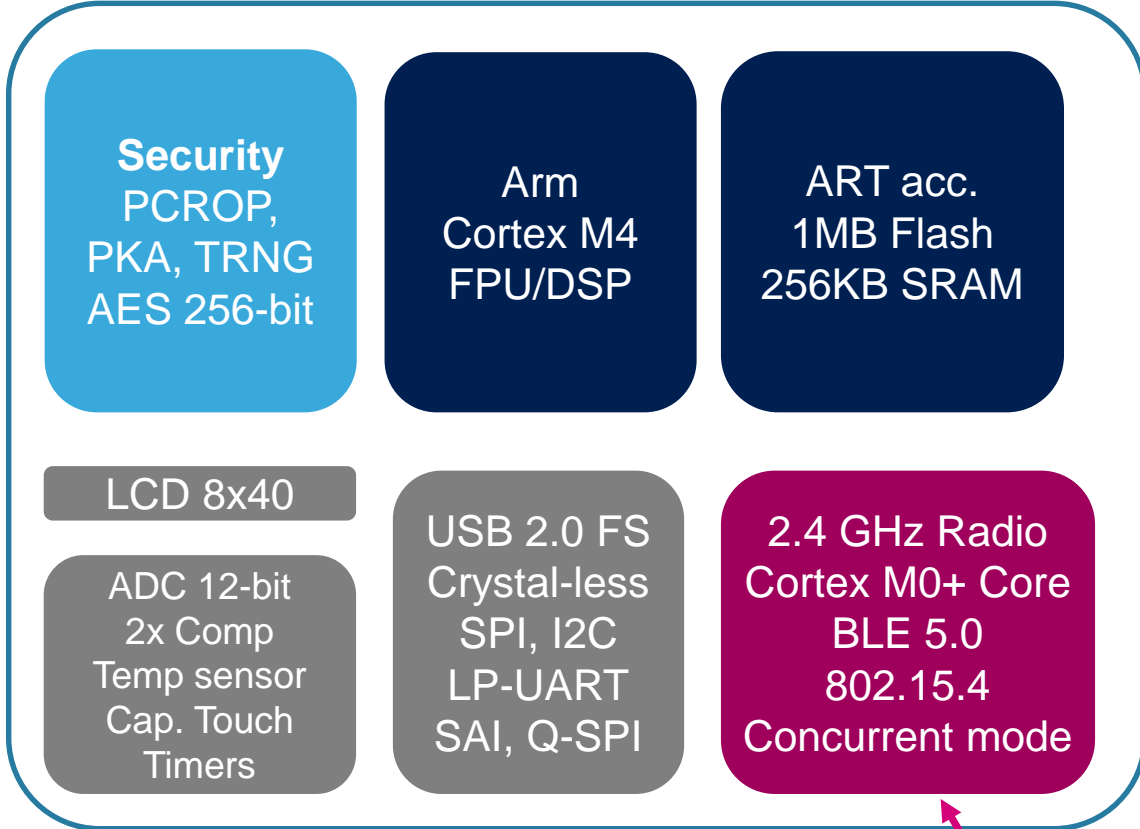 Security
PCROP,
PKA, TRNG
AES 256-bit
Arm
Cortex M4
FPU/DSP
ART acc.
1MB Flash
256KB SRAM
LCD 8x40
ADC 12-bit
2x Comp
Temp sensor
Cap. Touch
Timers
USB 2.0 FS
Crystal-less
SPI, I2C
LP-UART
SAI, Q-SPI
2.4 GHz Radio
Cortex M0+ Core
BLE 5.0
802.15.4
Concurrent mode